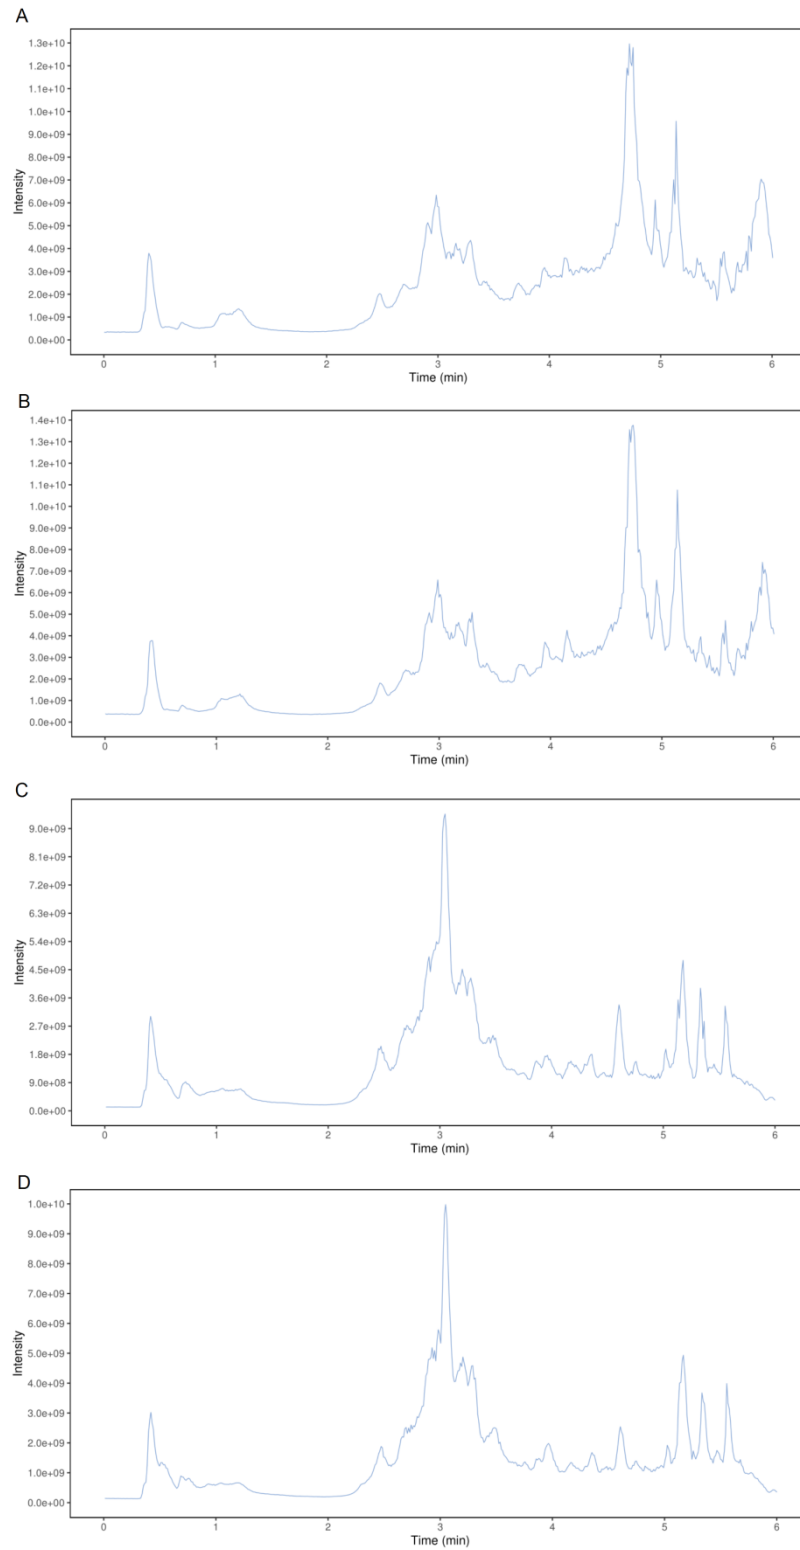 A
1.3e+10
1.2e+10
1.1e+10
1.0e+10
9.0e+09
8.0e+09
7.0e+09
6.0e+09
5.0e+09
4.0e+09
3.0e+09
2.0e+09
1.0e+09
0.0e+00
Intensity
0 1 2 3 4 5 6
Time (min)
B
1.4e+10
1.3e+10
1.2e+10
1.1e+10
1.0e+10
9.0e+09
8.0e+09
7.0e+09
6.0e+09
5.0e+09
4.0e+09
3.0e+09
2.0e+09
1.0e+09
0.0e+00
Intensity
0 1 2 3 4 5 6
Time (min)
C
9.0e+09
8.1e+09
7.2e+09
6.3e+09
5.4e+09
4.5e+09
3.6e+09
2.7e+09
1.8e+09
9.0e+08
0.0e+00
Intensity
0 1 2 3 4 5 6
Time (min)
D
1.0e+10
9.0e+09
8.0e+09
7.0e+09
6.0e+09
5.0e+09
4.0e+09
3.0e+09
2.0e+09
1.0e+09
0.0e+00
Intensity
0 1 2 3 4 5 6
Time (min)